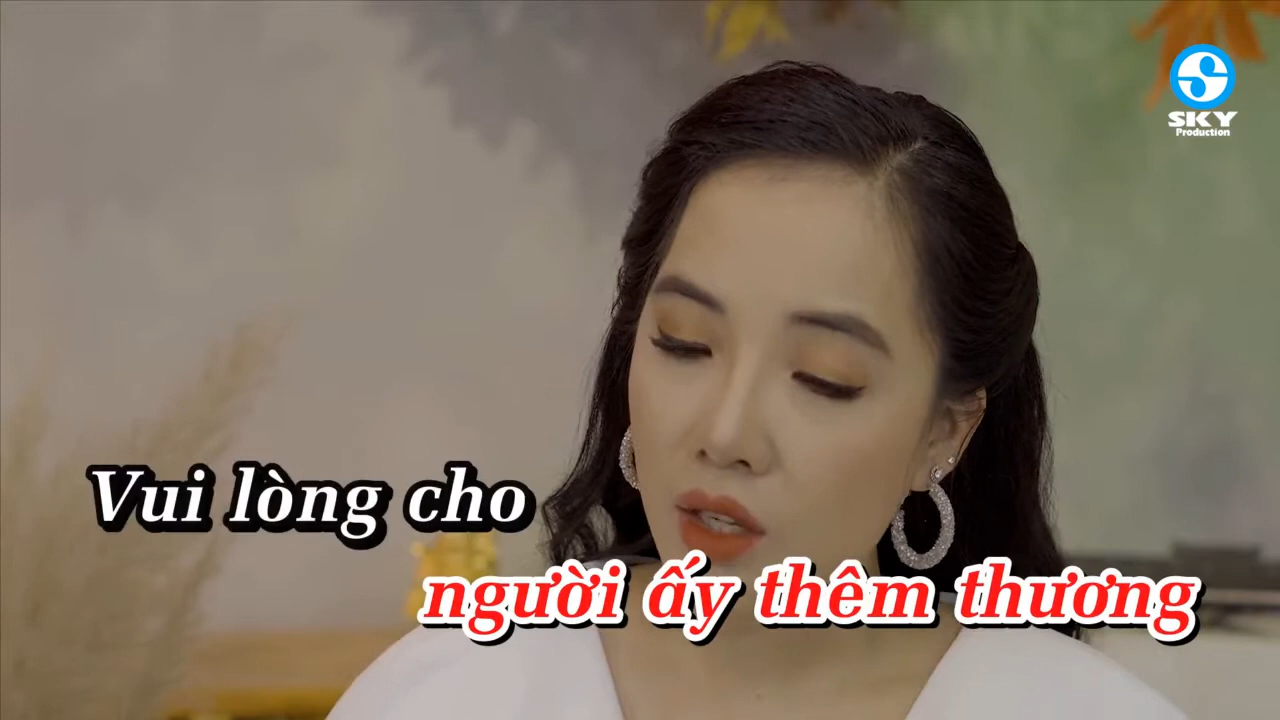 SKY
Production
Vui lòng cho
người ấy thêm thương